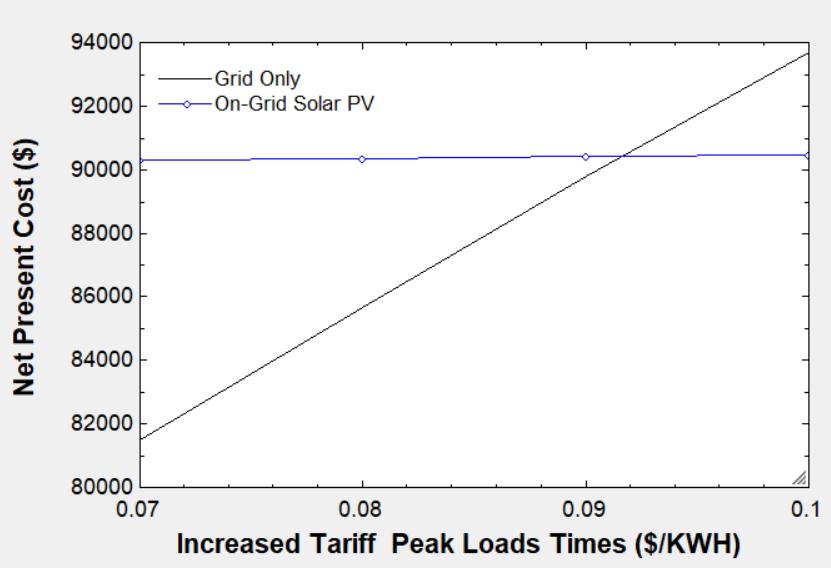 94000
Grid Only
On-Grid Solar PV
92000
90000
88000
86000
84000
82000
80000
Net Present Cost ($)
0.07 0.08 0.09 0.1
Increased Tariff  Peak Loads Times ($/KWH)